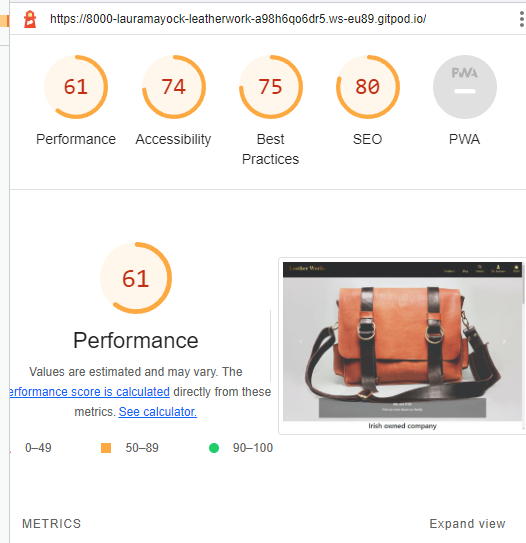 https://8000-lauramayock-leatherwork-a98h6qo6dr5.ws-eu89.gitpod.io/
61
74
75
80
PWA
Performance
Accessibility
Best
Practices
SEO
PWA
61
Performance
Values are estimated and may vary. The
erformance score is calculated directly from these
metrics. See calculator.
0–49
50–89
90–100
Leather Works
Irish owned company
METRICS
Expand view